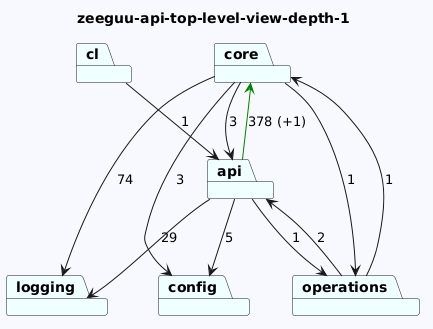 zeeguu-api-top-level-view-depth-1
cl
core
1
3
378 (+1)
api
74
3
1
1
29
5
1
2
logging
config
operations